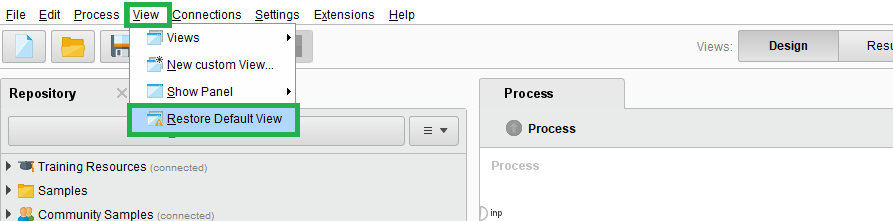 File Edit Process View Connections Settings Extensions Help
Views
New custom View...
Show Panel
Restore Default View
Views: Design Resu
Repository
Training Resources (connected)
Samples
Community Samples (connected)
Process
Process
Process
inp